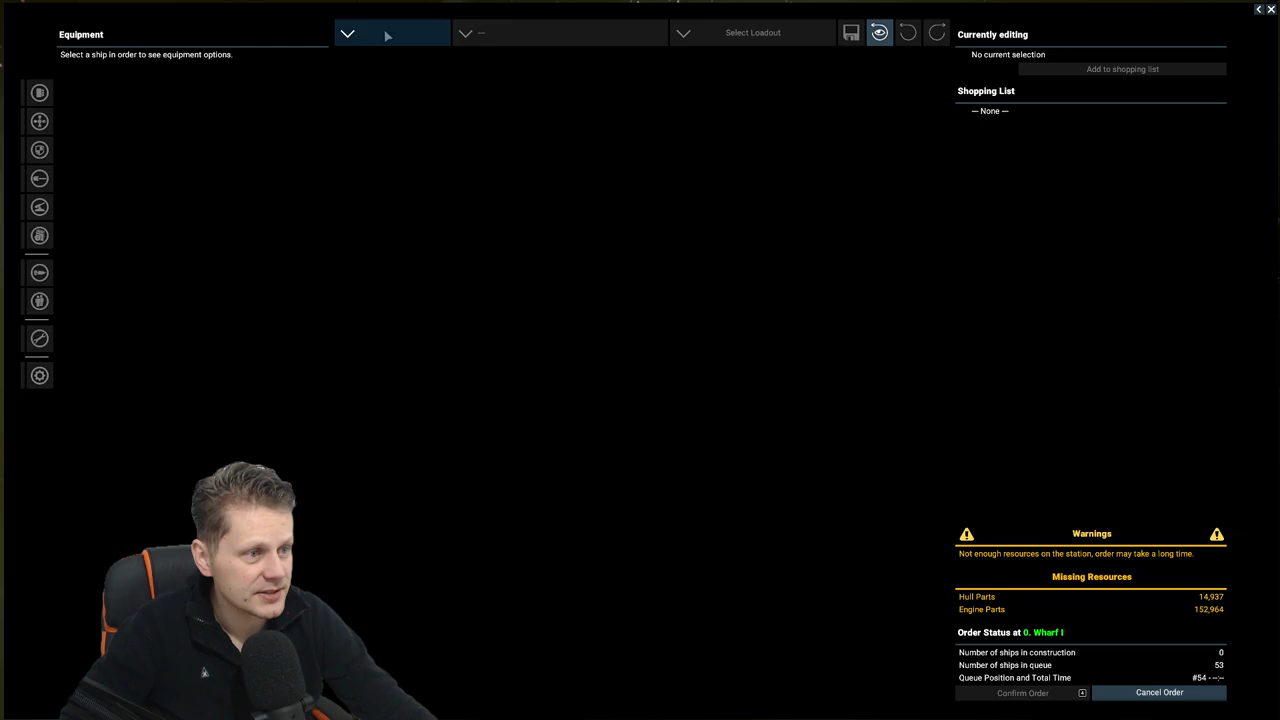 Equipment
Select a ship in order to see equipment options.
--
Select Loadout
Currently editing
No current selection
Add to shopping list
Shopping List
— None —
Warnings
Not enough resources on the station, order may take a long time.
Missing Resources
Hull Parts 14,937
Engine Parts 152,964
Order Status at 0. Wharf I
Number of ships in construction 0
Number of ships in queue 53
Queue Position and Total Time #54 - --:--
Confirm Order
Cancel Order